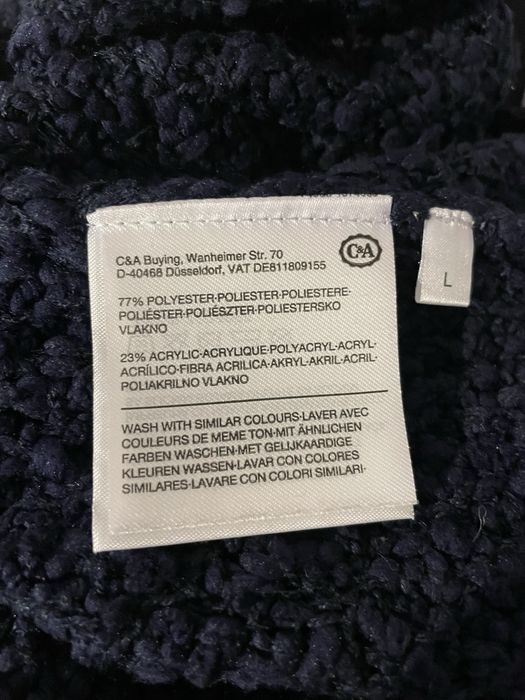 C&A Buying, Wanheimer Str. 70
D-40468 Düsseldorf, VAT DE811809155
C&A
L
77% POLYESTER·POLIESTER·POLIESTERE·
POLIÉSTER·POLIÉSZTER·POLIESTERSKO
VLAKNO
23% ACRYLIC·ACRYLIQUE·POLYACRYL·ACRYL·
ACRÍLICO·FIBRA ACRILICA·AKRYL·AKRIL·ACRIL·
POLIAKRILNO VLAKNO
WASH WITH SIMILAR COLOURS·LAVER AVEC
COULEURS DE MEME TON·MIT ÄHNLICHEN
FARBEN WASCHEN·MET GELIJKAARDIGE
KLEUREN WASSEN·LAVAR CON COLORES
SIMILARES·LAVARE CON COLORI SIMILARI·